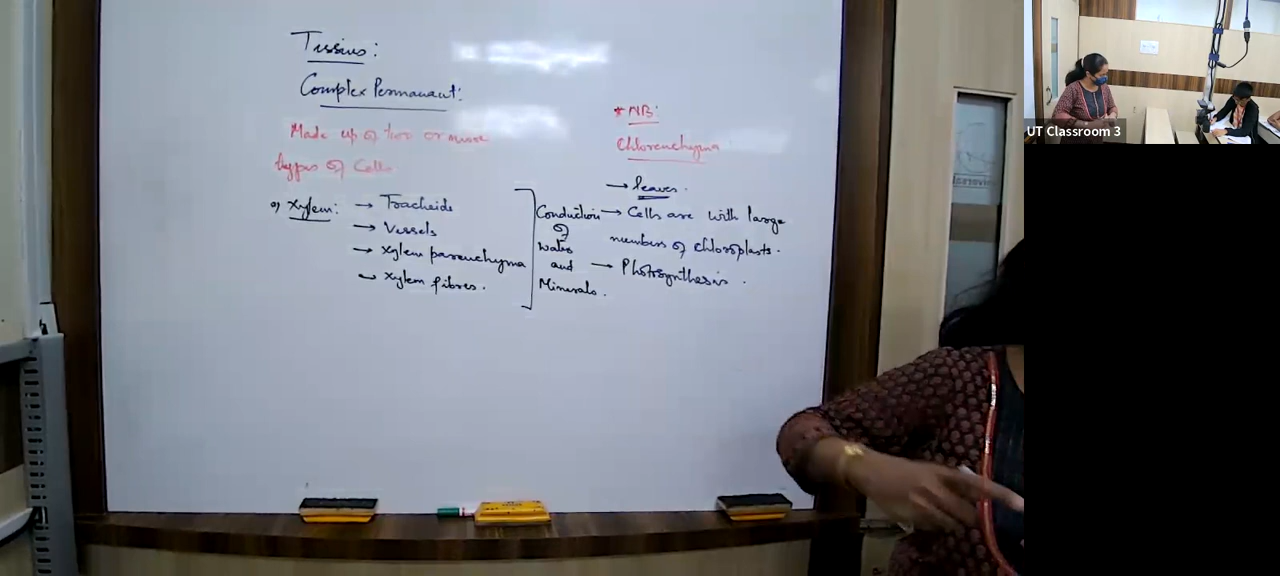 Tissues:
Complex Permanant:
Made up of two or more
types of Cells
a) Xylem: → Tracheids
→ Vessels
→ Xylem parenchyma
→ Xylem fibres.
Conduction
of
Water
and
Minerals.
* NB:
Chlorenchyma
→ leaves.
→ Cells are with large
numbers of chloroplasts.
→ Photosynthesis.
UT Classroom 3